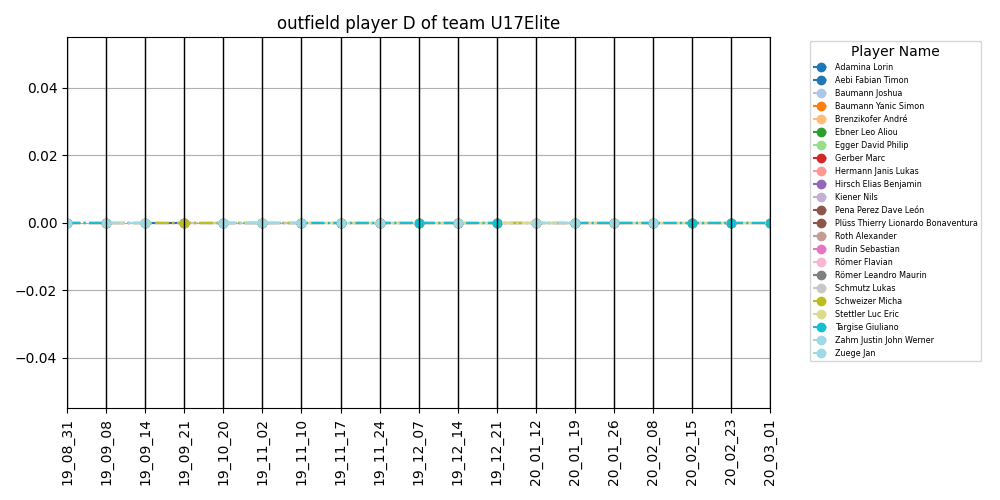 outfield player D of team U17Elite
0.04
0.02
0.00
−0.02
−0.04
19_08_31
19_09_08
19_09_14
19_09_21
19_10_20
19_11_02
19_11_10
19_11_17
19_11_24
19_12_07
19_12_14
19_12_21
20_01_12
20_01_19
20_01_26
20_02_08
20_02_15
20_02_23
20_03_01
Player Name
Adamina Lorin
Aebi Fabian Timon
Baumann Joshua
Baumann Yanic Simon
Brenzikofer André
Ebner Leo Aliou
Egger David Philip
Gerber Marc
Hermann Janis Lukas
Hirsch Elias Benjamin
Kiener Nils
Pena Perez Dave León
Plüss Thierry Lionardo Bonaventura
Roth Alexander
Rudin Sebastian
Römer Flavian
Römer Leandro Maurin
Schmutz Lukas
Schweizer Micha
Stettler Luc Eric
Targise Giuliano
Zahm Justin John Werner
Zuege Jan